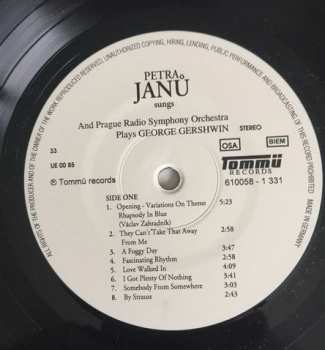 ALL RIGHTS OF THE PRODUCER AND OF THE OWNER OF THE WORK REPRODUCED RESERVED. UNAUTHORIZED COPYING, HIRING, LENDING, PUBLIC PERFORMANCE AND BROADCASTING OF THIS RECORD PROHIBITED. MADE IN GERMANY
PETRA
JANŮ
sungs
And Prague Radio Symphony Orchestra
Plays GEORGE GERSHWIN STEREO
33
UE 00 85
OSA BIEM
℗ Tommü records
Tommü
RECORDS
610058 - 1 331
SIDE ONE
1. Opening - Variations On Theme 5:23
Rhapsody In Blue
(Václav Zahradník)
2. They Can't Take That Away 2:58
From Me
3. A Foggy Day 3:47
4. Fascinating Rhythm 2:58
5. Love Walked In 4:09
6. I Got Plenty Of Nothing 3:41
7. Somebody From Somewhere 3:03
8. By Strauss 2:43